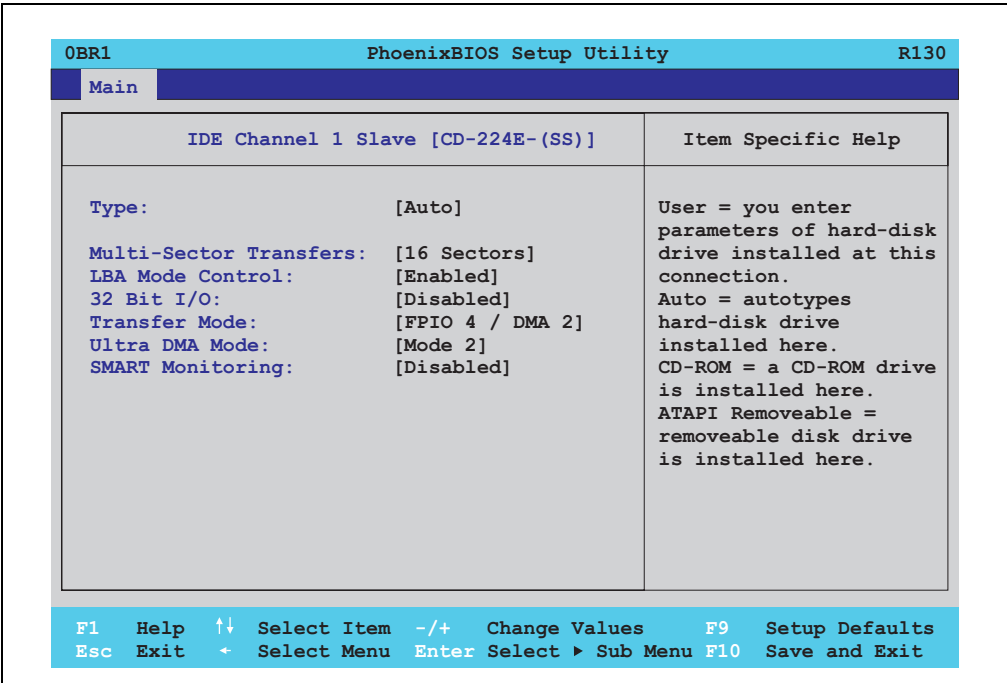 0BR1 PhoenixBIOS Setup Utility R130
Main
IDE Channel 1 Slave [CD-224E-(SS)]
Type: [Auto]
Multi-Sector Transfers: [16 Sectors]
LBA Mode Control: [Enabled]
32 Bit I/O: [Disabled]
Transfer Mode: [FPIO 4 / DMA 2]
Ultra DMA Mode: [Mode 2]
SMART Monitoring: [Disabled]
Item Specific Help
User = you enter
parameters of hard-disk
drive installed at this
connection.
Auto = autotypes
hard-disk drive
installed here.
CD-ROM = a CD-ROM drive
is installed here.
ATAPI Removeable =
removeable disk drive
is installed here.
F1 Help ↑↓ Select Item -/+ Change Values F9 Setup Defaults
Esc Exit ← Select Menu Enter Select ▶ Sub Menu F10 Save and Exit